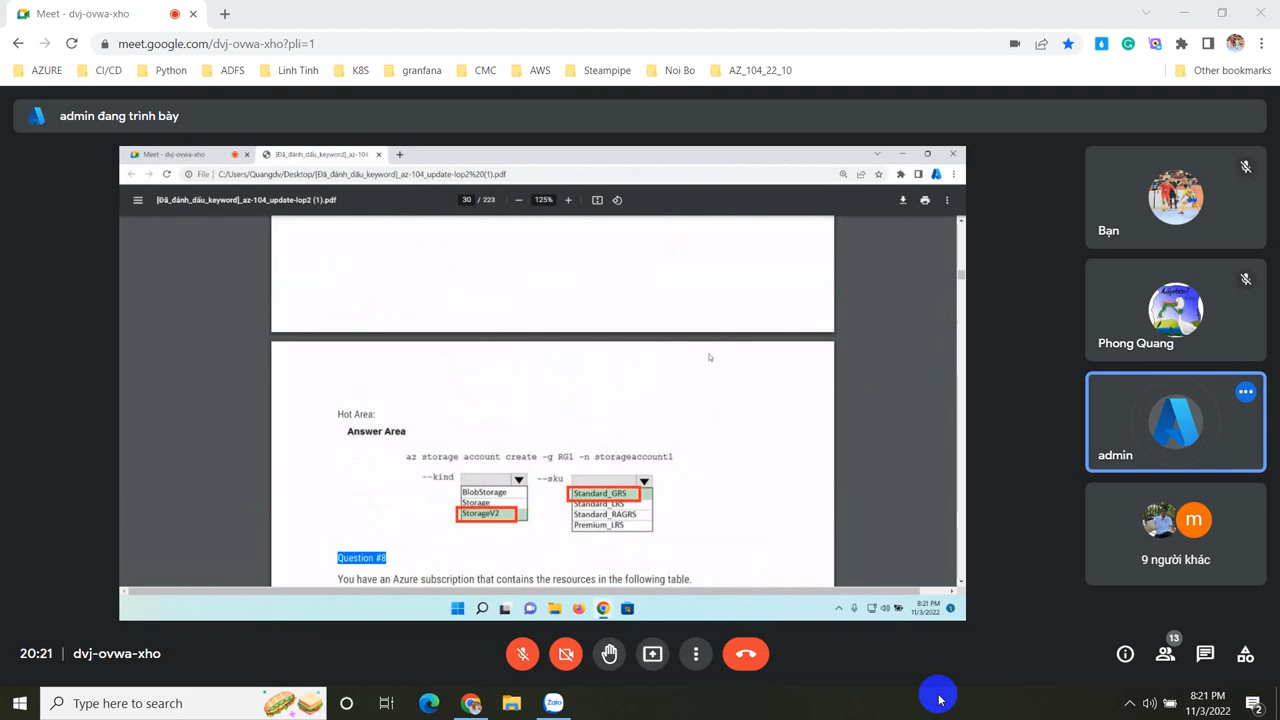 Meet - dvj-ovwa-xho
meet.google.com/dvj-ovwa-xho?pli=1
AZURE CI/CD Python ADFS Linh Tinh K8S granfana CMC AWS Steampipe Noi Bo AZ_104_22_10 Other bookmarks
admin đang trình bày
Meet - dvj-ovwa-xho [Đã_đánh_dấu_keyword]_az-104
File C:/Users/Quangdv/Desktop/[Đã_đánh_dấu_keyword]_az-104_update-lop2%20(1).pdf
[Đã_đánh_dấu_keyword]_az-104_update-lop2 (1).pdf 30 / 223 125%
Hot Area:
Answer Area
az storage account create -g RG1 -n storageaccount1
--kind --sku
BlobStorage Standard_GRS
Storage Standard_LRS
StorageV2 Standard_RAGRS
Premium_LRS
Question #8
You have an Azure subscription that contains the resources in the following table.
8:21 PM
11/3/2022
1
Bạn
Phong Quang
admin
m
9 người khác
20:21 | dvj-ovwa-xho
13
Type here to search
Zalo
8:21 PM
11/3/2022
2